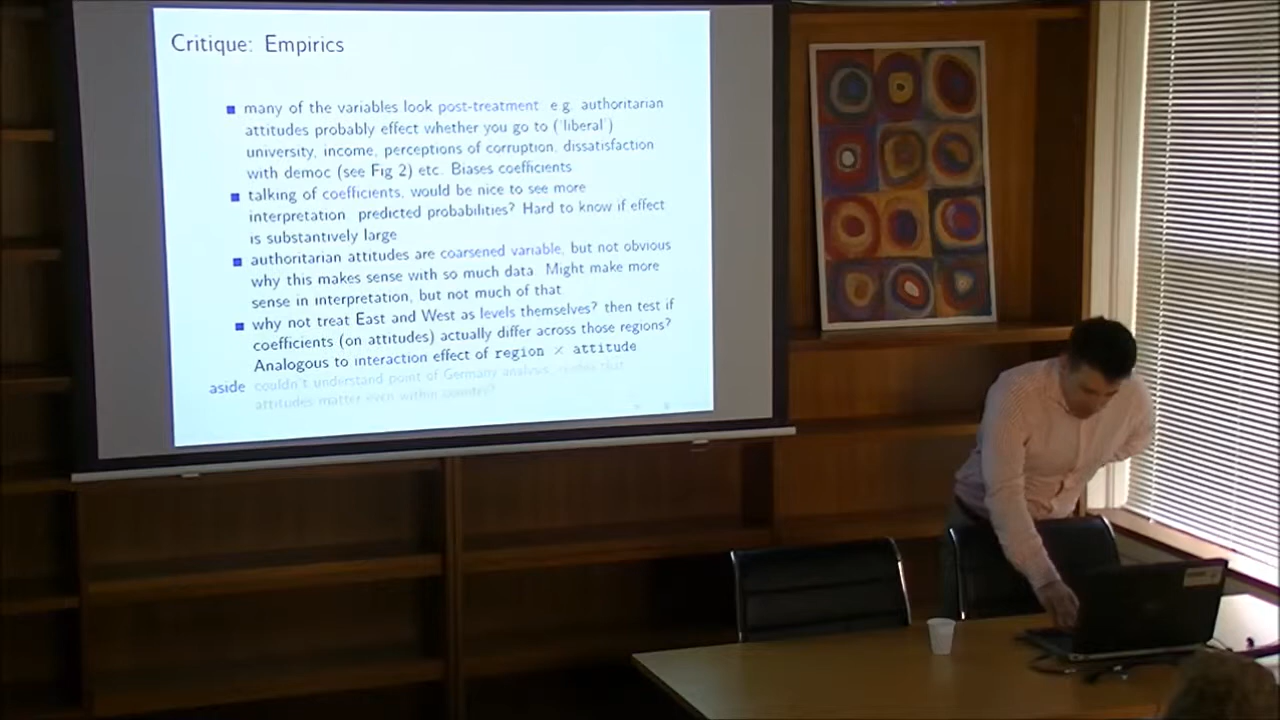 Critique: Empirics
many of the variables look post-treatment e.g. authoritarian
attitudes probably effect whether you go to ('liberal')
university, income, perceptions of corruption, dissatisfaction
with democ (see Fig 2) etc. Biases coefficients
talking of coefficients, would be nice to see more
interpretation predicted probabilities? Hard to know if effect
is substantively large
authoritarian attitudes are coarsened variable, but not obvious
why this makes sense with so much data. Might make more
sense in interpretation, but not much of that
why not treat East and West as levels themselves? then test if
coefficients (on attitudes) actually differ across those regions?
Analogous to interaction effect of region × attitude
aside couldn't understand point of Germany analysis, that
attitudes matter even within